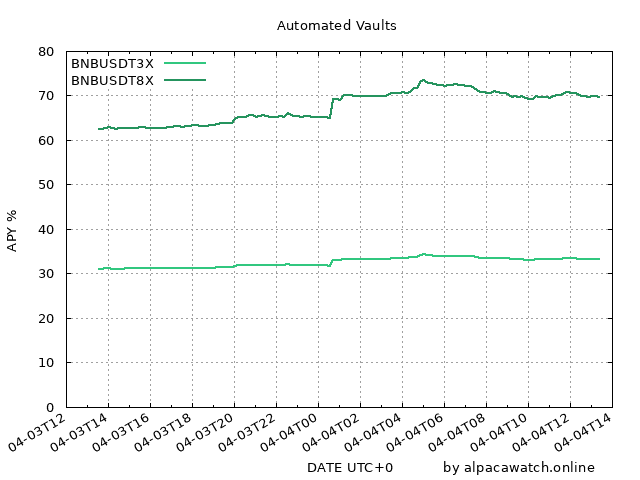 Automated Vaults
BNBUSDT3X
BNBUSDT8X
80
70
60
50
40
30
20
10
0
APY %
04-03T12
04-03T14
04-03T16
04-03T18
04-03T20
04-03T22
04-04T00
04-04T02
04-04T04
04-04T06
04-04T08
04-04T10
04-04T12
04-04T14
DATE UTC+0
by alpacawatch.online